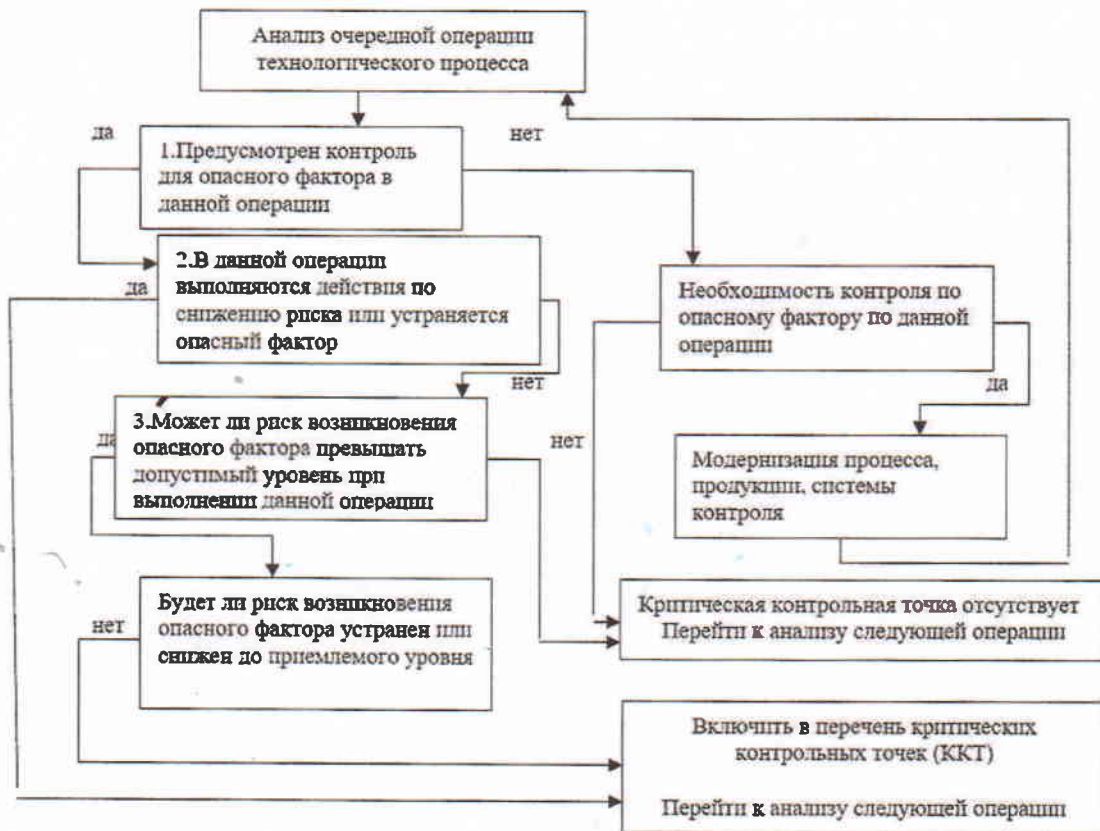 Анализ очередной операции
технологического процесса
да
нет
1.Предусмотрен контроль
для опасного фактора в
данной операции
2.В данной операции
выполняются действия по
снижению риска или устраняется
опасный фактор
да
нет
Необходимость контроля по
опасному фактору по данной
операции
да
3.Может ли риск возникновения
опасного фактора превышать
допустимый уровень при
выполнении данной операции
да
нет
Модернизация процесса,
продукции, системы
контроля
Будет ли риск возникновения
опасного фактора устранен или
снижен до приемлемого уровня
нет
Критическая контрольная точка отсутствует
Перейти к анализу следующей операции
Включить в перечень критических
контрольных точек (ККТ)
Перейти к анализу следующей операции